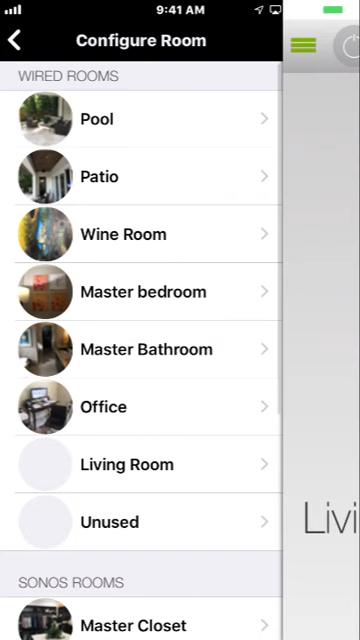 9:41 AM
Configure Room
WIRED ROOMS
Pool
Patio
Wine Room
Master bedroom
Master Bathroom
Office
Living Room
Unused
SONOS ROOMS
Master Closet
Livi